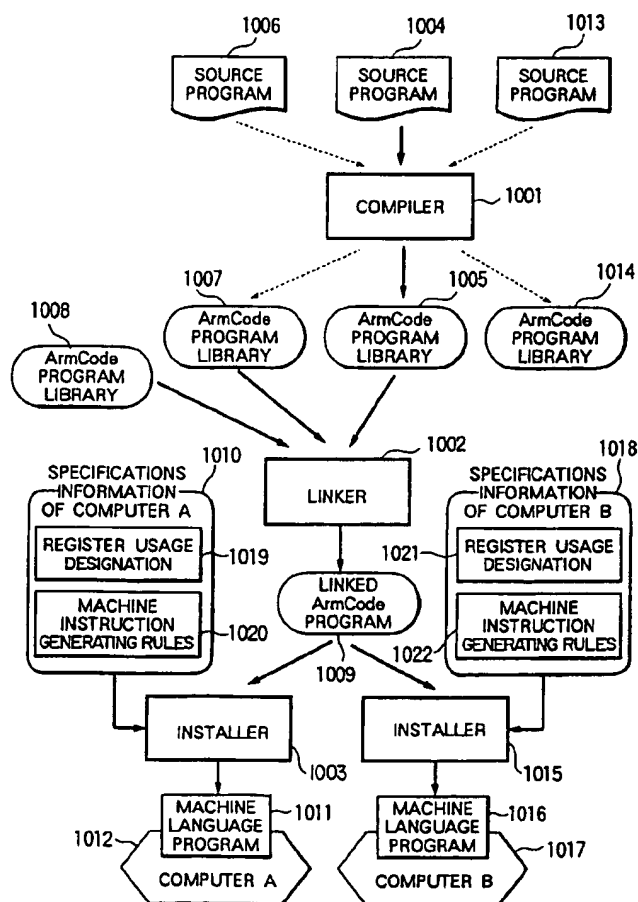 1006
1004
1013
SOURCE
PROGRAM
SOURCE
PROGRAM
SOURCE
PROGRAM
COMPILER
1001
1007
1005
1014
1008
ArmCode
PROGRAM
LIBRARY
ArmCode
PROGRAM
LIBRARY
ArmCode
PROGRAM
LIBRARY
ArmCode
PROGRAM
LIBRARY
1002
LINKER
1010
SPECIFICATIONS
INFORMATION
OF COMPUTER A
REGISTER USAGE
DESIGNATION
1019
MACHINE
INSTRUCTION
GENERATING RULES
1020
1018
SPECIFICATIONS
INFORMATION
OF COMPUTER B
1021
REGISTER USAGE
DESIGNATION
MACHINE
INSTRUCTION
GENERATING RULES
1022
LINKED
ArmCode
PROGRAM
1009
INSTALLER
1003
INSTALLER
1015
MACHINE
LANGUAGE
PROGRAM
1011
1012
COMPUTER A
MACHINE
LANGUAGE
PROGRAM
1016
1017
COMPUTER B